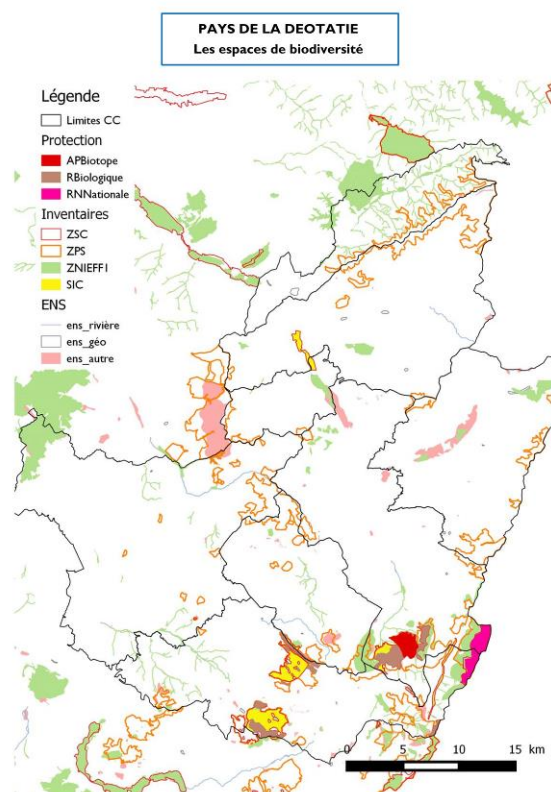 PAYS DE LA DEOTATIE
Les espaces de biodiversité
Légende
Limites CC
Protection
APBiotope
RBiologique
RNNationale
Inventaires
ZSC
ZPS
ZNIEFF1
SIC
ENS
ens_rivière
ens_géo
ens_autre
0 5 10 15 km